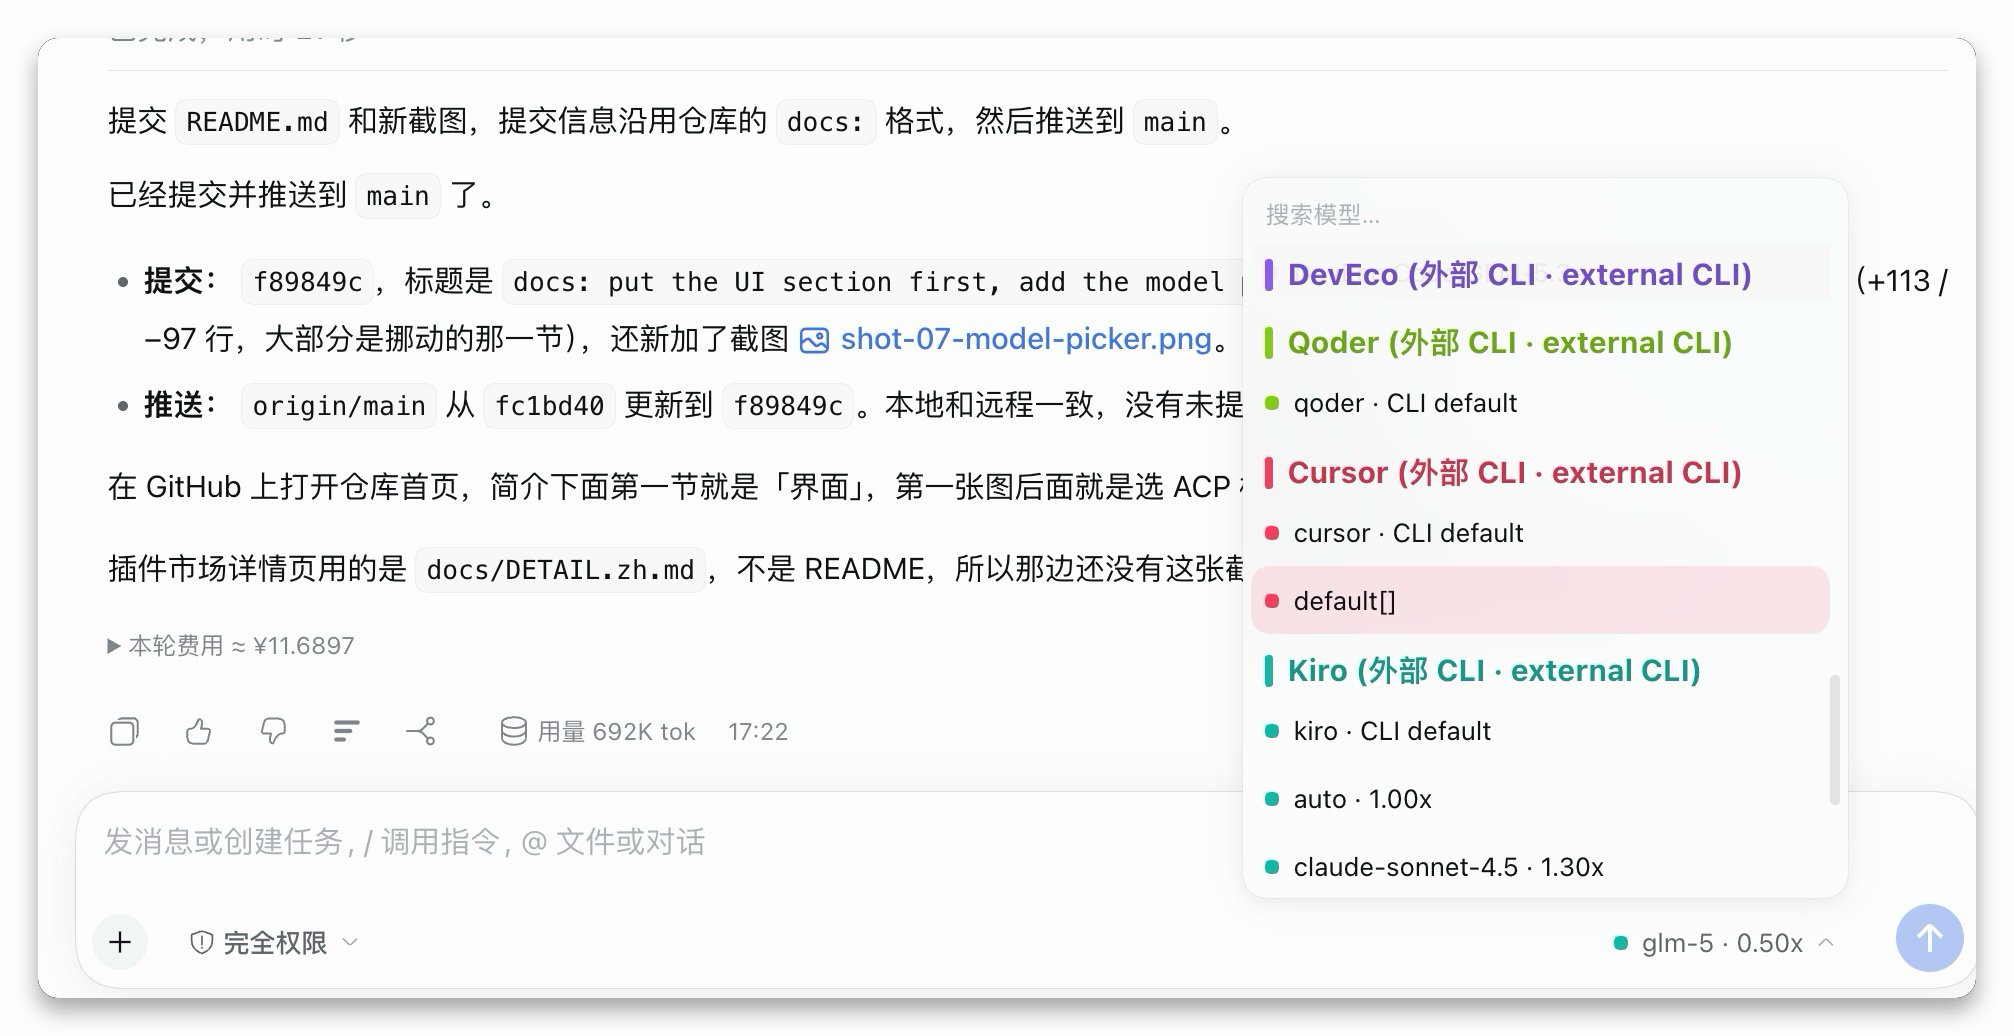 提交 README.md 和新截图，提交信息沿用仓库的 docs: 格式，然后推送到 main 。
已经提交并推送到 main 了。
• 提交： f89849c ，标题是 docs: put the UI section first, add the model (+113 /
−97 行，大部分是挪动的那一节），还新加了截图 shot-07-model-picker.png。
• 推送： origin/main 从 fc1bd40 更新到 f89849c 。本地和远程一致，没有未提
在 GitHub 上打开仓库首页，简介下面第一节就是「界面」，第一张图后面就是选 ACP
插件市场详情页用的是 docs/DETAIL.zh.md ，不是 README，所以那边还没有这张
▶ 本轮费用 ≈ ¥11.6897
用量 692K tok 17:22
搜索模型...
DevEco (外部 CLI · external CLI)
Qoder (外部 CLI · external CLI)
qoder · CLI default
Cursor (外部 CLI · external CLI)
cursor · CLI default
default[]
Kiro (外部 CLI · external CLI)
kiro · CLI default
auto · 1.00x
claude-sonnet-4.5 · 1.30x
发消息或创建任务, / 调用指令, @ 文件或对话
完全权限
glm-5 · 0.50x